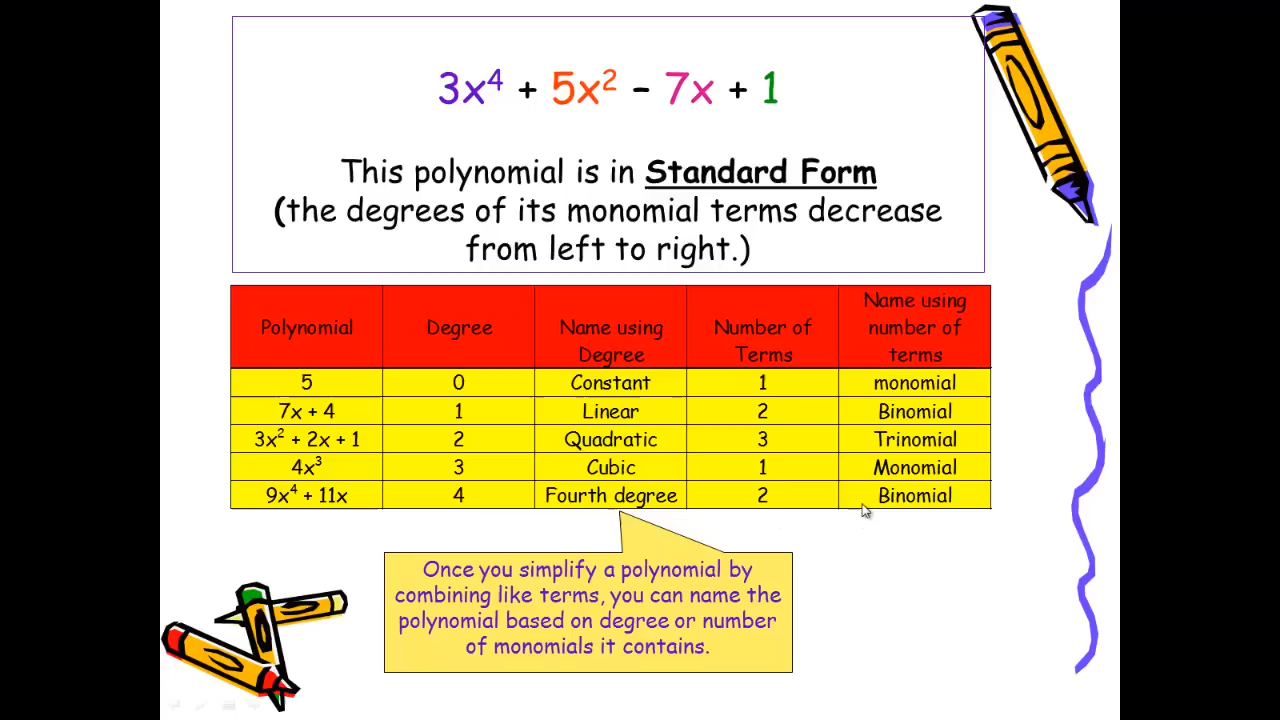 3x⁴ + 5x² – 7x + 1
This polynomial is in Standard Form
(the degrees of its monomial terms decrease
from left to right.)
Polynomial Degree Name using Degree Number of Terms Name using number of terms
5 0 Constant 1 monomial
7x + 4 1 Linear 2 Binomial
3x² + 2x + 1 2 Quadratic 3 Trinomial
4x³ 3 Cubic 1 Monomial
9x⁴ + 11x 4 Fourth degree 2 Binomial
Once you simplify a polynomial by
combining like terms, you can name the
polynomial based on degree or number
of monomials it contains.